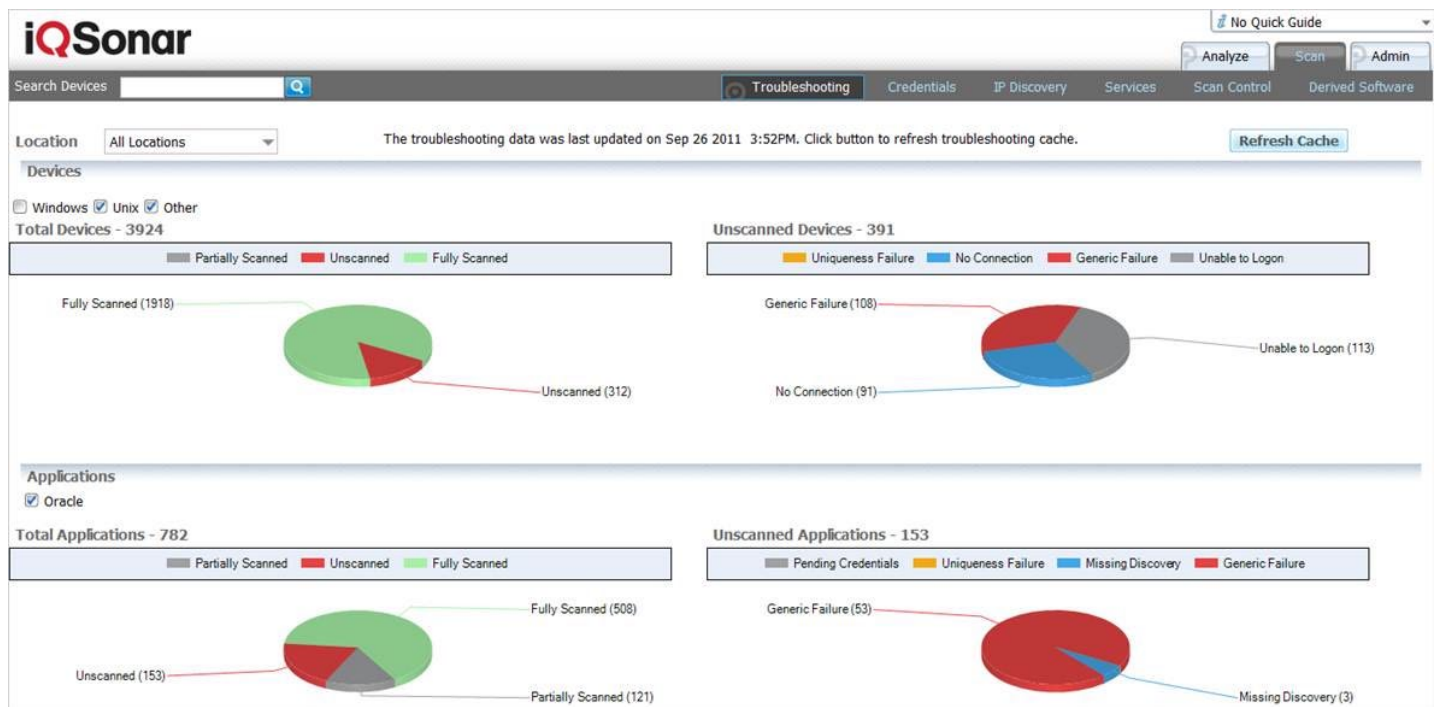 iQSonar
No Quick Guide
Analyze
Scan
Admin
Search Devices
Troubleshooting
Credentials
IP Discovery
Services
Scan Control
Derived Software
Location
All Locations
The troubleshooting data was last updated on Sep 26 2011 3:52PM. Click button to refresh troubleshooting cache.
Refresh Cache
Devices
Windows
Unix
Other
Total Devices - 3924
Partially Scanned
Unscanned
Fully Scanned
Fully Scanned (1918)
Unscanned (312)
Unscanned Devices - 391
Uniqueness Failure
No Connection
Generic Failure
Unable to Logon
Generic Failure (108)
Unable to Logon (113)
No Connection (91)
Applications
Oracle
Total Applications - 782
Partially Scanned
Unscanned
Fully Scanned
Fully Scanned (508)
Unscanned (153)
Partially Scanned (121)
Unscanned Applications - 153
Pending Credentials
Uniqueness Failure
Missing Discovery
Generic Failure
Generic Failure (53)
Missing Discovery (3)